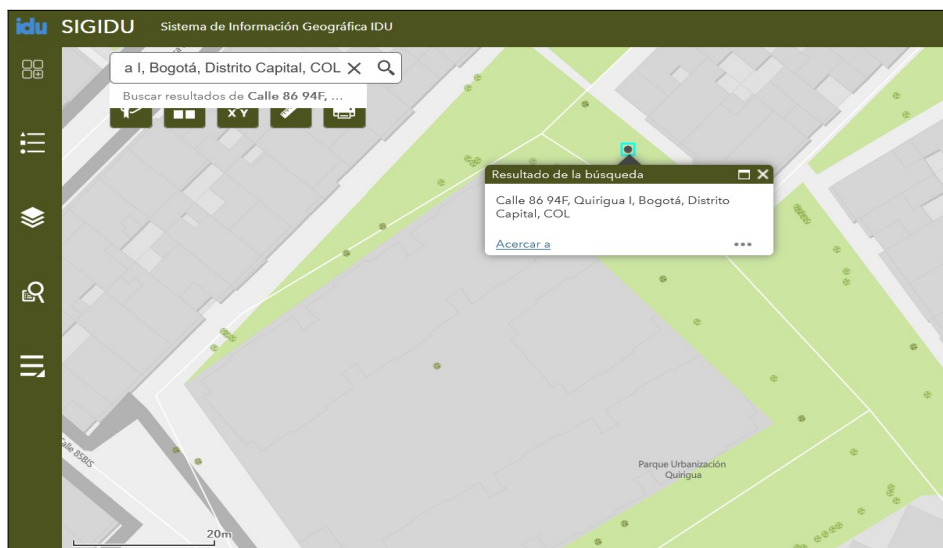 idu SIGIDU Sistema de Información Geográfica IDU
a I, Bogotá, Distrito Capital, COL
Buscar resultados de Calle 86 94F, ...
X Y
Resultado de la búsqueda
Calle 86 94F, Quirigua I, Bogotá, Distrito
Capital, COL
Acercar a
Calle 85BIS
Parque Urbanización
Quirigua
20m